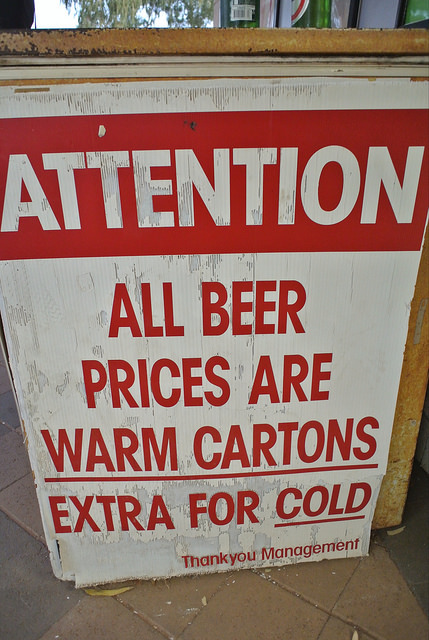 ATTENTION
ALL BEER
PRICES ARE
WARM CARTONS
EXTRA FOR COLD
Thankyou Management